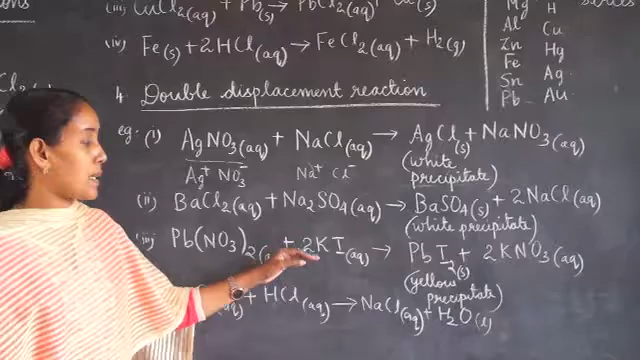 (iii) CuCl2(aq) + Pb(s) → PbCl2(aq) + Cu(s)
(iv) Fe(s) + 2HCl(aq) → FeCl2(aq) + H2(g)
4. Double displacement reaction
eg: (i) AgNO3(aq) + NaCl(aq) → AgCl(s) + NaNO3(aq)
Ag+ NO3- Na+ Cl- (white
precipitate)
(ii) BaCl2(aq) + Na2SO4(aq) → BaSO4(s) + 2NaCl(aq)
(white precipitate)
(iii) Pb(NO3)2 + 2KI(aq) → PbI2(s) + 2KNO3(aq)
(yellow
precipitate)
+ HCl(aq) → NaCl(aq) + H2O(l)
series
Mg H
Al Cu
Zn Hg
Fe Ag
Sn Au
Pb